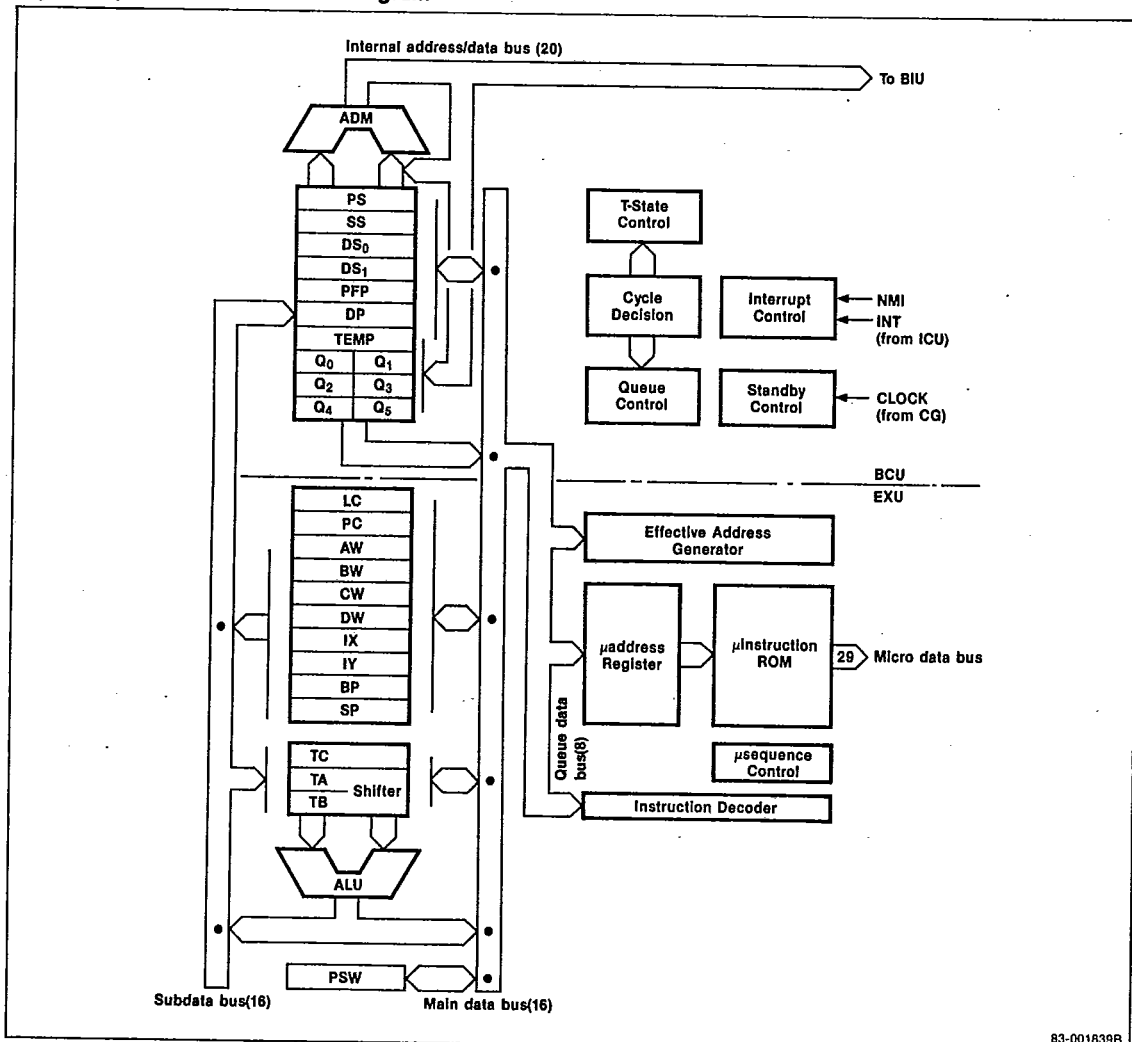 Internal address/data bus (20)
To BIU
ADM
PS
SS
DS0
DS1
PFP
DP
TEMP
Q0 Q1
Q2 Q3
Q4 Q5
T-State
Control
Cycle
Decision
Queue
Control
Interrupt
Control
NMI
INT
(from ICU)
Standby
Control
CLOCK
(from CG)
BCU
EXU
LC
PC
AW
BW
CW
DW
IX
IY
BP
SP
TC
TA
TB
Shifter
ALU
PSW
Subdata bus(16)
Main data bus(16)
Effective Address
Generator
μaddress
Register
μinstruction
ROM
29
Micro data bus
Queue data
bus(8)
μsequence
Control
Instruction Decoder
83-001839B